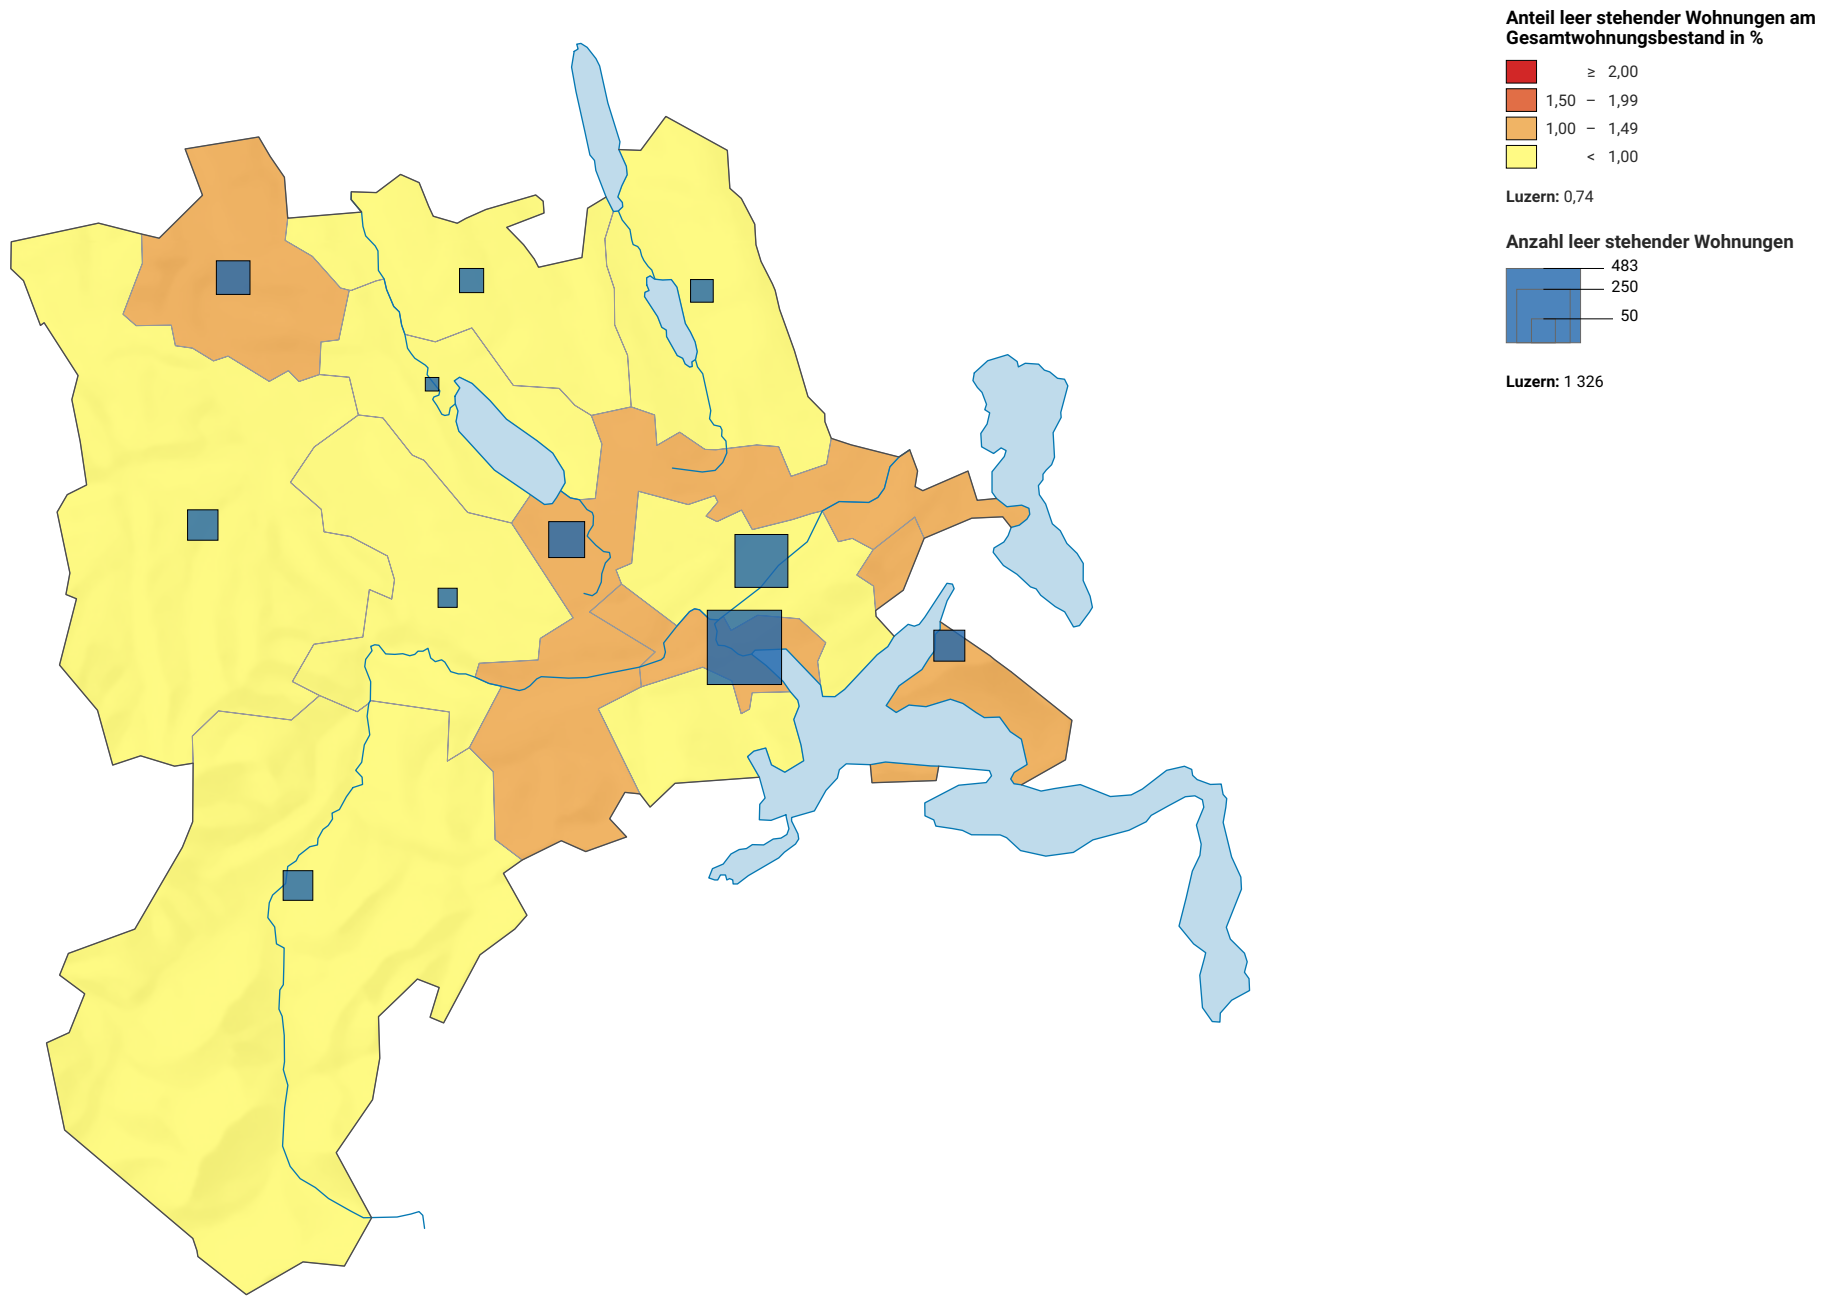 Anteil leer stehender Wohnungen am
Gesamtwohnungsbestand in %
≥ 2,00
1,50 – 1,99
1,00 – 1,49
< 1,00
Luzern: 0,74
Anzahl leer stehender Wohnungen
483
250
50
Luzern: 1 326